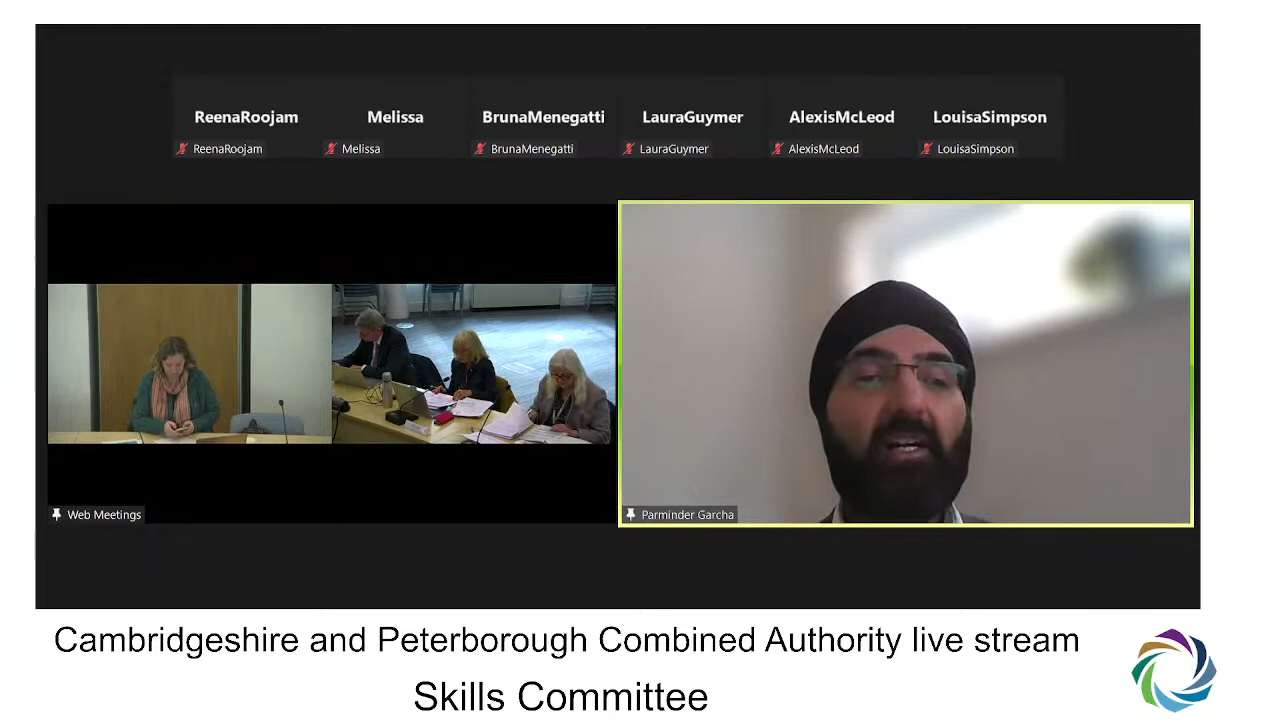 ReenaRoojam Melissa BrunaMenegatti LauraGuymer AlexisMcLeod LouisaSimpson
ReenaRoojam Melissa BrunaMenegatti LauraGuymer AlexisMcLeod LouisaSimpson
Web Meetings Parminder Garcha
Cambridgeshire and Peterborough Combined Authority live stream
Skills Committee